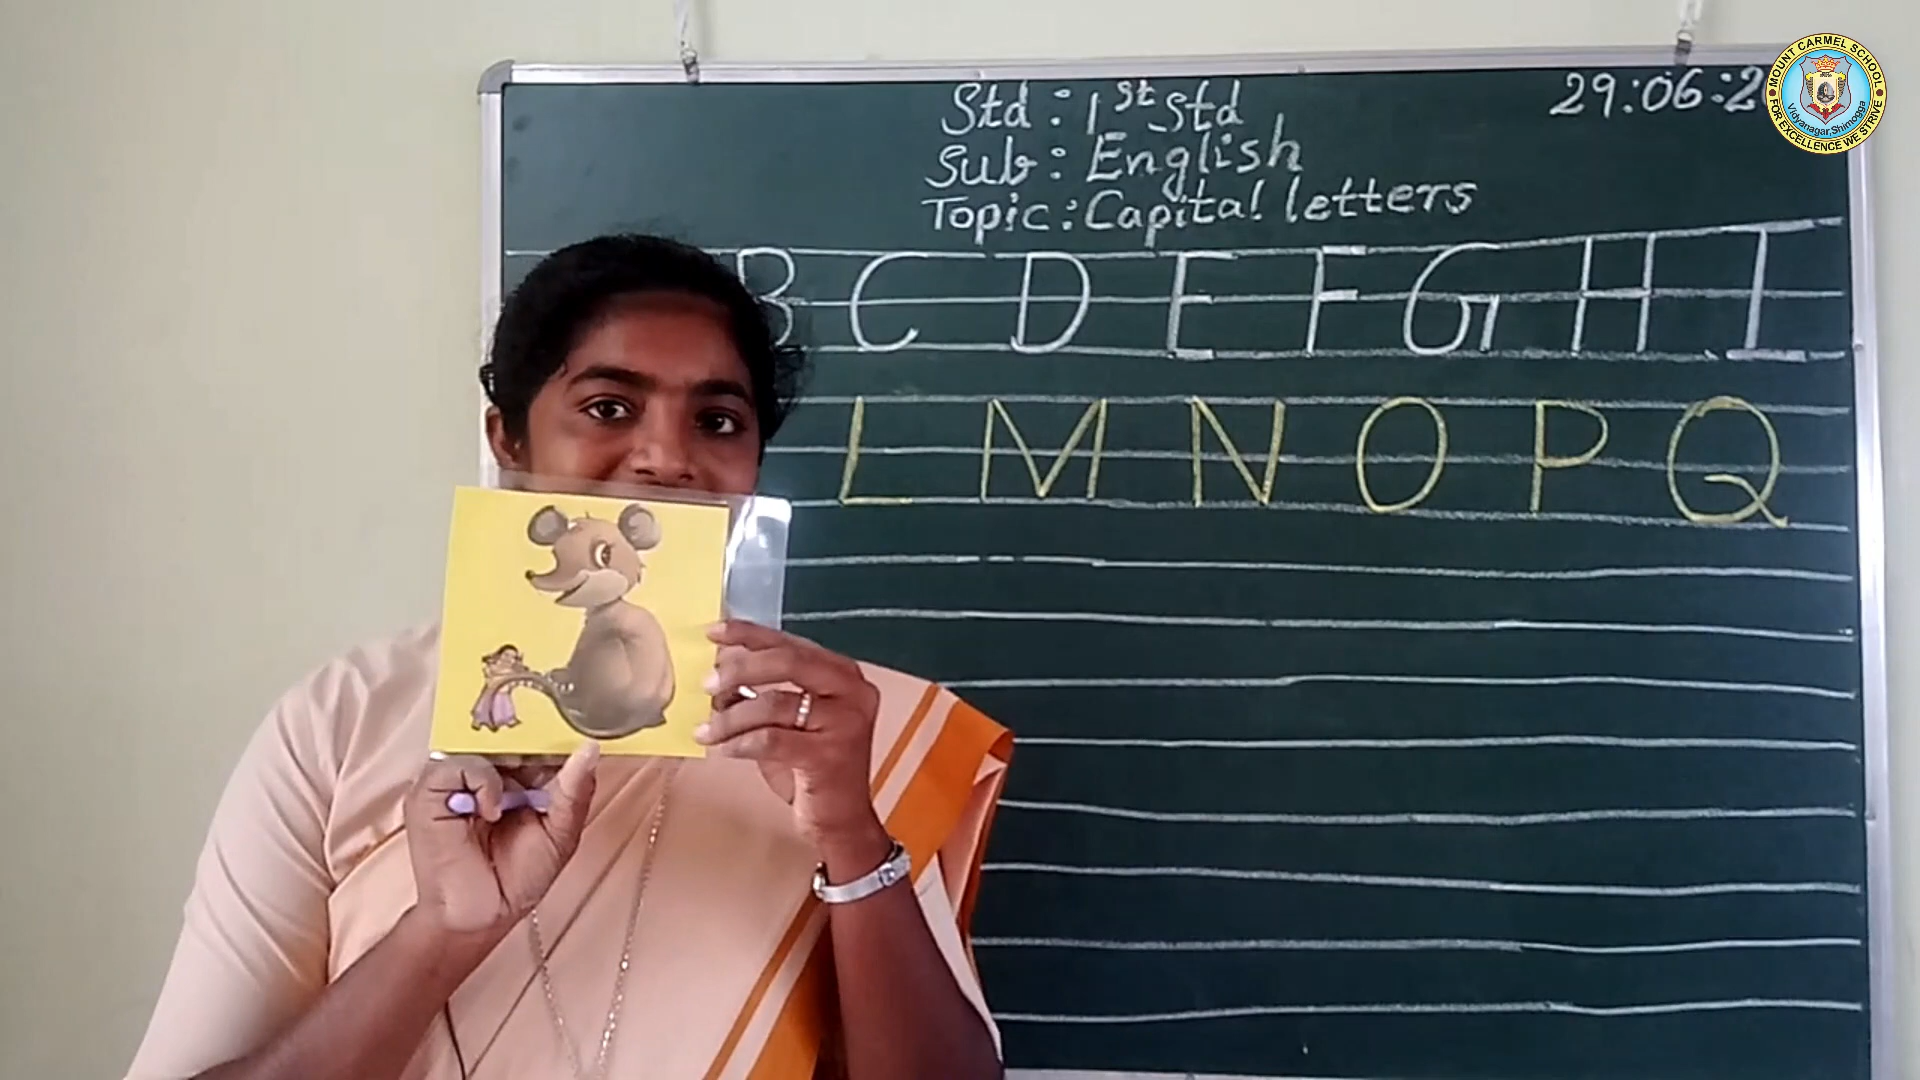 Std : 1st Std
29:06:2
Sub : English
Topic : Capital letters
B C D E F G H I
L M N O P Q
MOUNT CARMEL SCHOOL
Vidyanagar, Shimogga
FOR EXCELLENCE WE STRIVE